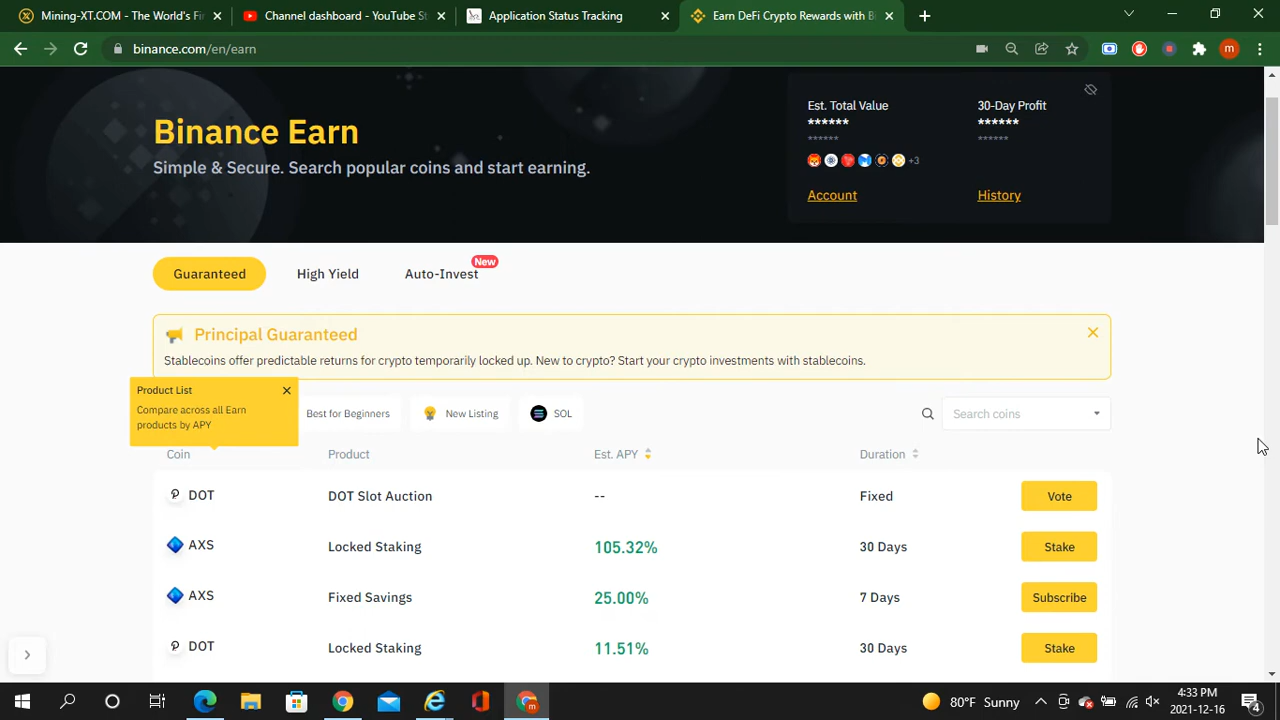 Mining-XT.COM - The World's Fir
Channel dashboard - YouTube St
Application Status Tracking
Earn DeFi Crypto Rewards with Bi
binance.com/en/earn
m
Binance Earn
Simple & Secure. Search popular coins and start earning.
Est. Total Value
30-Day Profit
******
******
******
******
+3
Account
History
Guaranteed
High Yield
Auto-Invest
New
Principal Guaranteed
Stablecoins offer predictable returns for crypto temporarily locked up. New to crypto? Start your crypto investments with stablecoins.
Product List
Compare across all Earn
products by APY
Best for Beginners
New Listing
SOL
Search coins
Coin
Product
Est. APY
Duration
DOT
DOT Slot Auction
--
Fixed
Vote
AXS
Locked Staking
105.32%
30 Days
Stake
AXS
Fixed Savings
25.00%
7 Days
Subscribe
DOT
Locked Staking
11.51%
30 Days
Stake
80°F Sunny
4:33 PM
2021-12-16
4